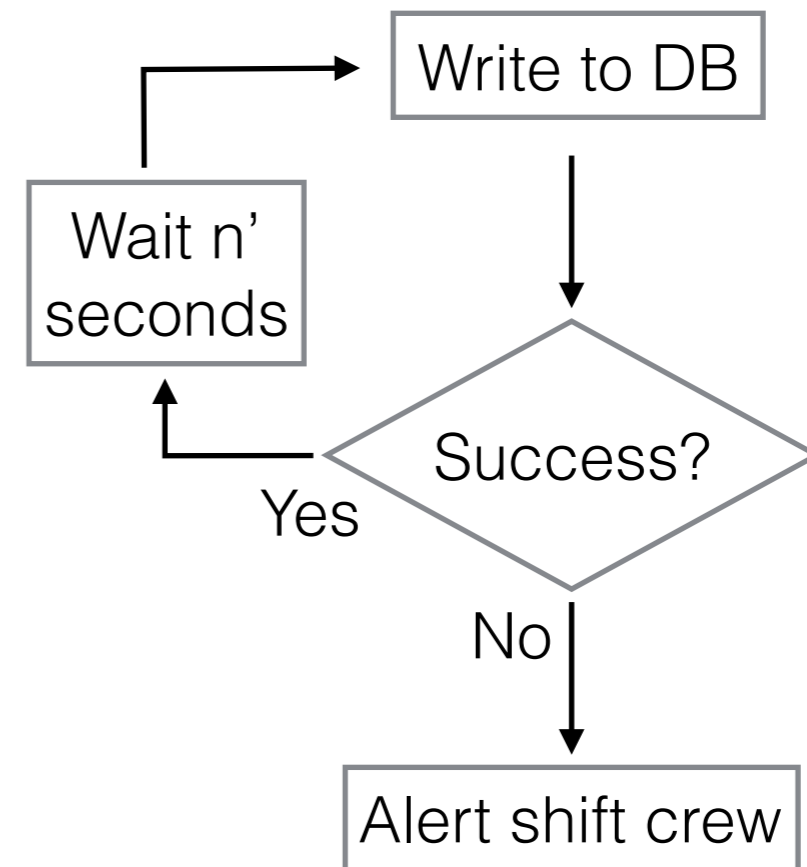 Write to DB
Wait n’
seconds
Success?
Yes
No
Alert shift crew